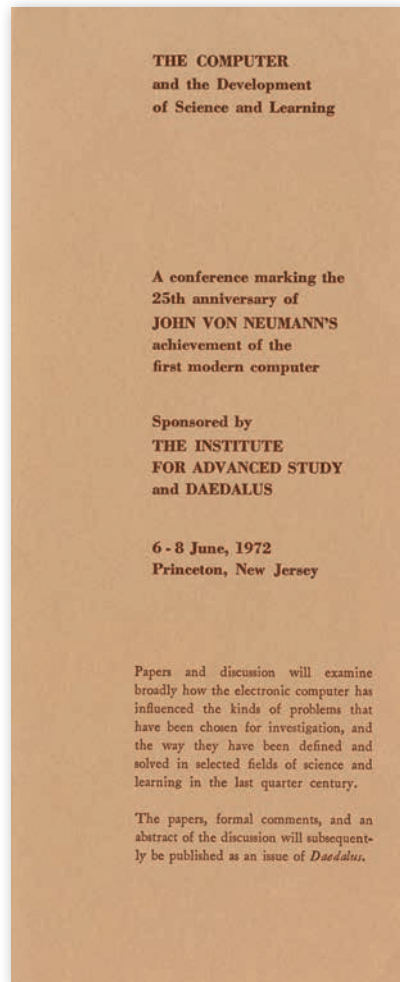 THE COMPUTER
and the Development
of Science and Learning
A conference marking the
25th anniversary of
JOHN VON NEUMANN'S
achievement of the
first modern computer
Sponsored by
THE INSTITUTE
FOR ADVANCED STUDY
and DAEDALUS
6 - 8 June, 1972
Princeton, New Jersey
Papers and discussion will examine
broadly how the electronic computer has
influenced the kinds of problems that
have been chosen for investigation, and
the way they have been defined and
solved in selected fields of science and
learning in the last quarter century.
The papers, formal comments, and an
abstract of the discussion will subsequent-
ly be published as an issue of Daedalus.